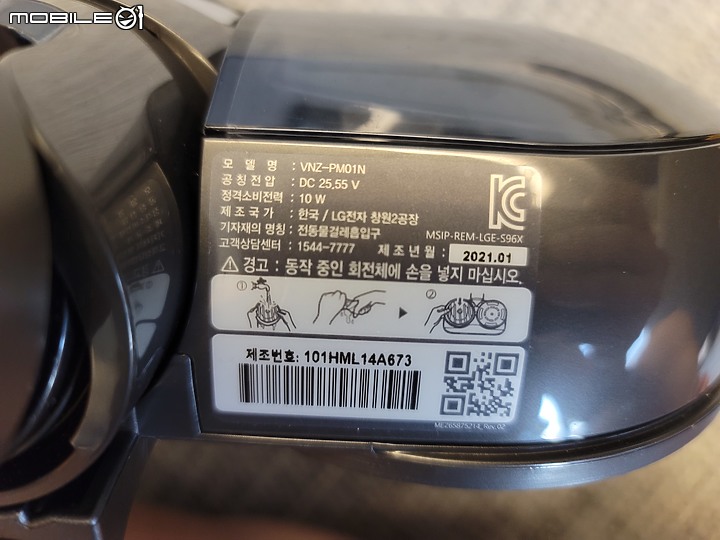 MOBILE01
모 델 명 : VNZ-PM01N
공 칭 전 압 : DC 25.55 V
정격소비전력 : 10 W
제 조 국 가 : 한국 / LG전자 창원2공장
기자재의 명칭 : 전동물걸레흡입구
고객상담센터 : 1544-7777 제 조 년 월 : 2021.01
MSIP-REM-LGE-S96X
⚠ 경고 : 동작 중인 회전체에 손을 넣지 마십시오.
① ②
제조번호: 101HML14A673
MEZ65875214_Rev.02